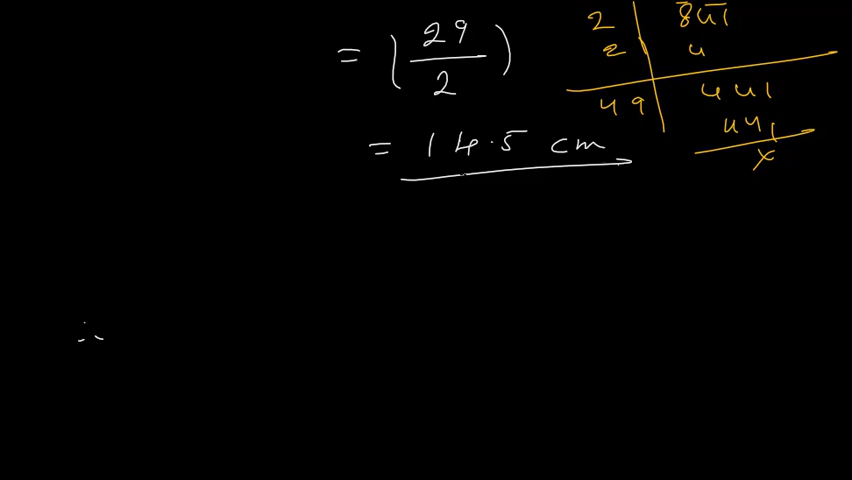 = (29/2)
= 14.5 cm
∴
2 | 841
2 | 4
49 | 441
441
x